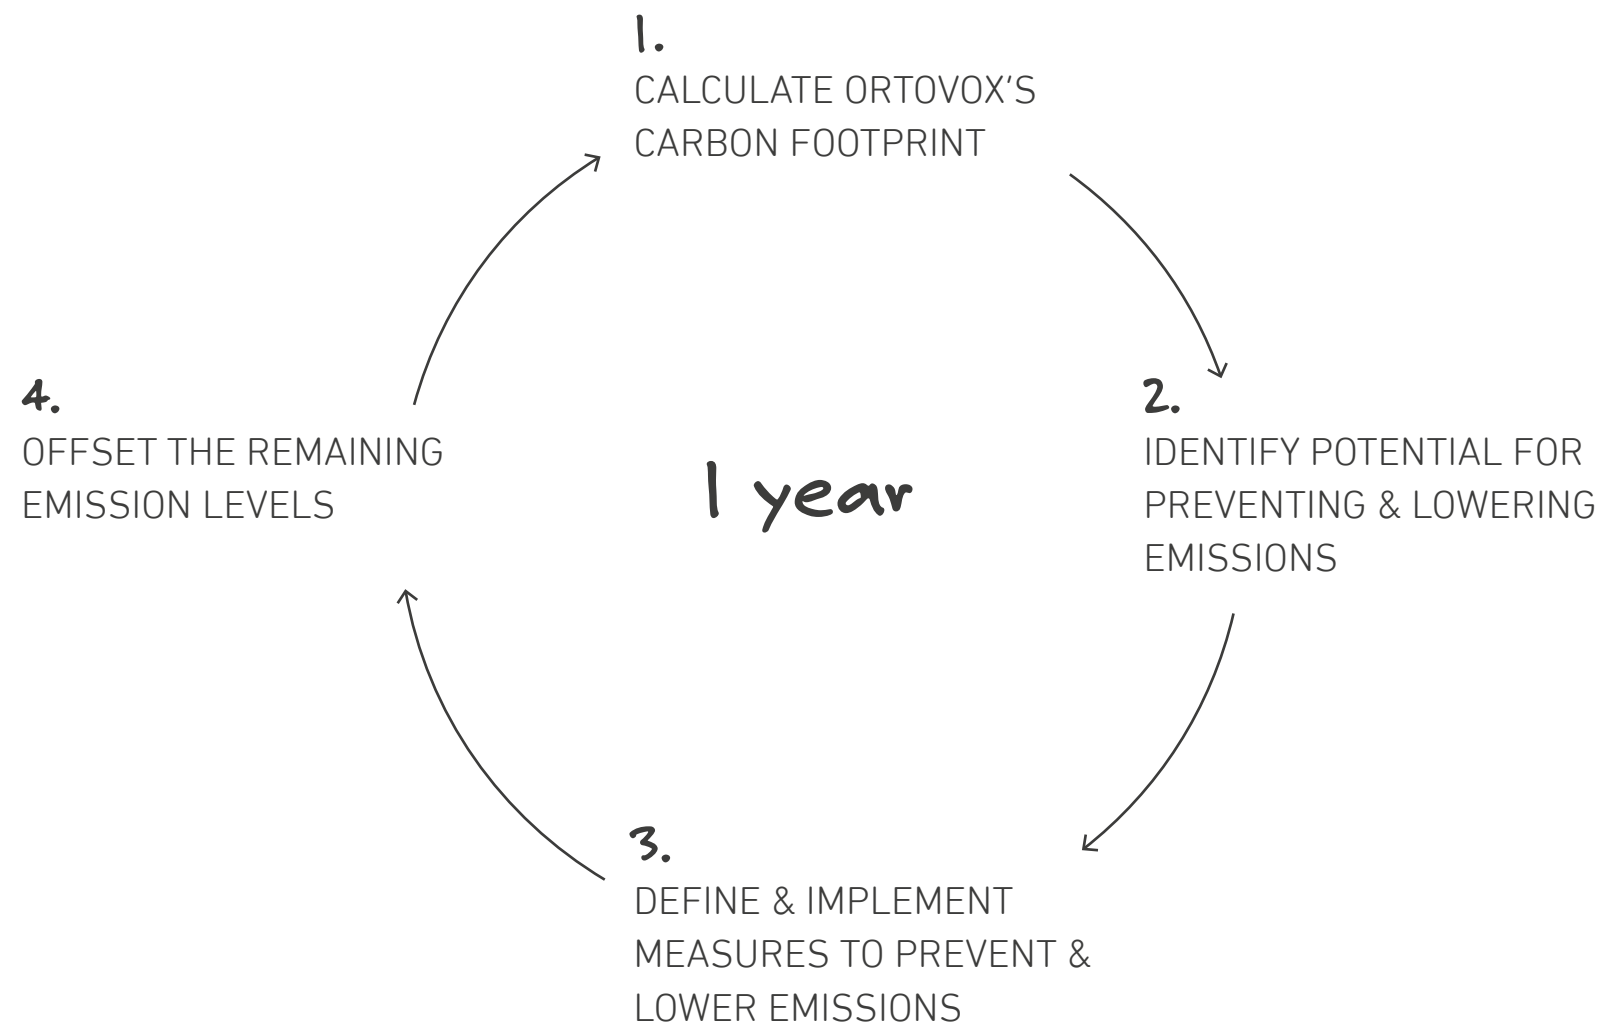 1.
CALCULATE ORTOVOX'S
CARBON FOOTPRINT
2.
IDENTIFY POTENTIAL FOR
PREVENTING & LOWERING
EMISSIONS
3.
DEFINE & IMPLEMENT
MEASURES TO PREVENT &
LOWER EMISSIONS
4.
OFFSET THE REMAINING
EMISSION LEVELS
1 year